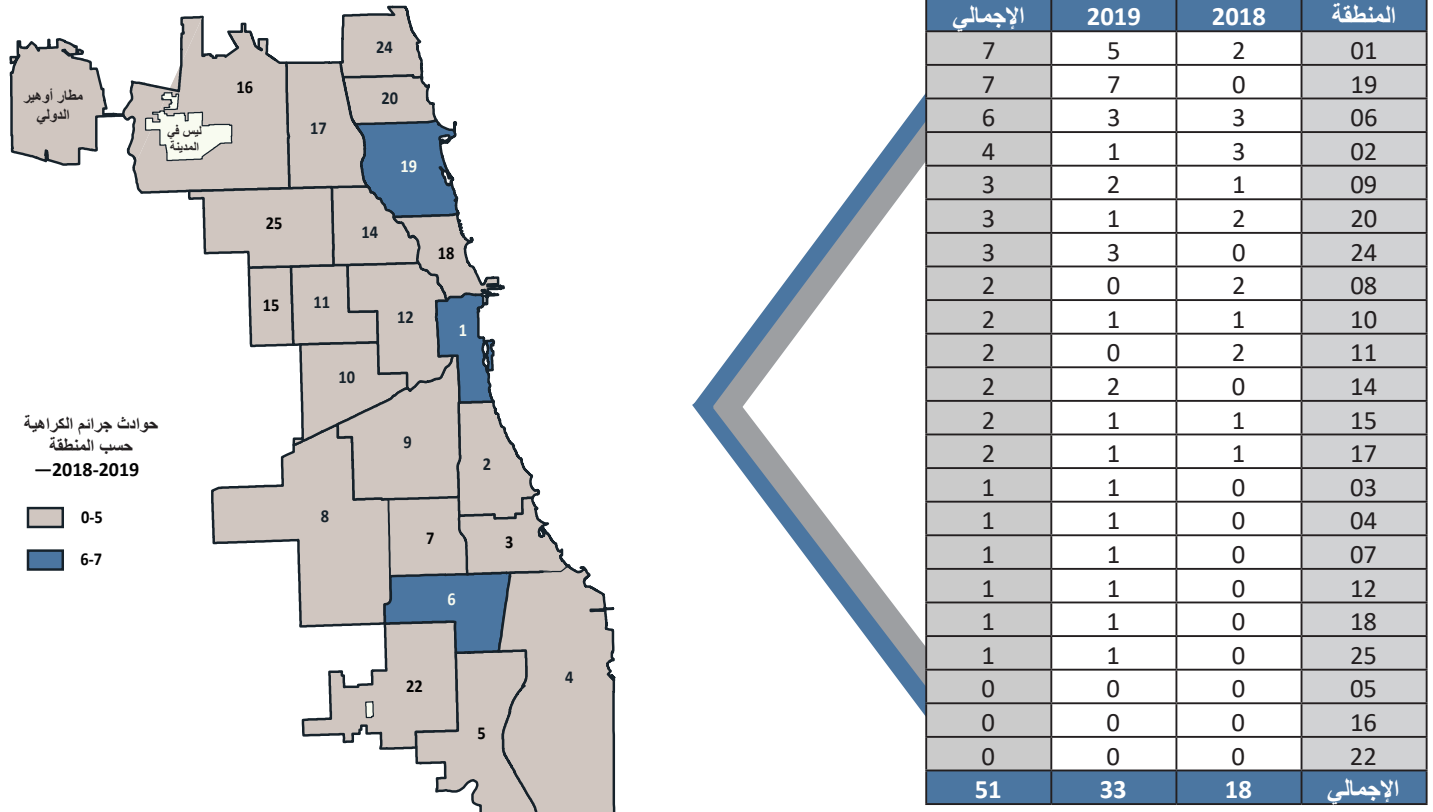 المنطقة 2018 2019 الإجمالي
01 2 5 7
19 0 7 7
06 3 3 6
02 3 1 4
09 1 2 3
20 2 1 3
24 0 3 3
08 2 0 2
10 1 1 2
11 2 0 2
14 0 2 2
15 1 1 2
17 1 1 2
03 0 1 1
04 0 1 1
07 0 1 1
12 0 1 1
18 0 1 1
25 0 1 1
05 0 0 0
16 0 0 0
22 0 0 0
الإجمالي 18 33 51
24
16
20
مطار أوهير
الدولي
17
ليس في
المدينة
19
25
14
18
15
11
12
1
10
9
2
8
7
3
6
4
22
5
حوادث جرائم الكراهية
حسب المنطقة
—2018-2019
0-5
6-7